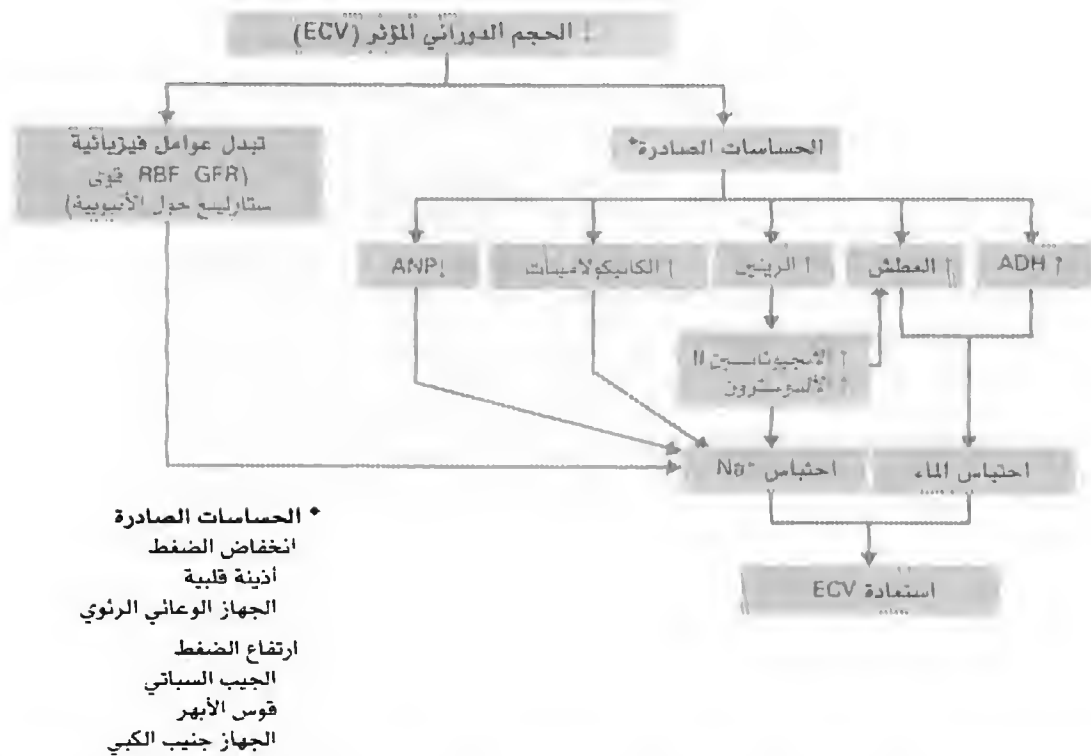 ↓ الحجم الدوراني المؤثر (ECV)
تبدل عوامل فيزيائية
(RBF GFR قوى
ستارلينغ حول الأنبوبية)
الحساسات الصادرة*
↓ANP
↑ الكاتيكولامينات
↑ الرينين
↑ العطش
↑ ADH
↑ الأنجيوتانسين II
↑ الألدوسترون
احتباس Na⁺
احتباس الماء
استعادة ECV
* الحساسات الصادرة
انخفاض الضغط
أذينة قلبية
الجهاز الوعائي الرئوي
ارتفاع الضغط
الجيب السباتي
قوس الأبهر
الجهاز جنيب الكبي